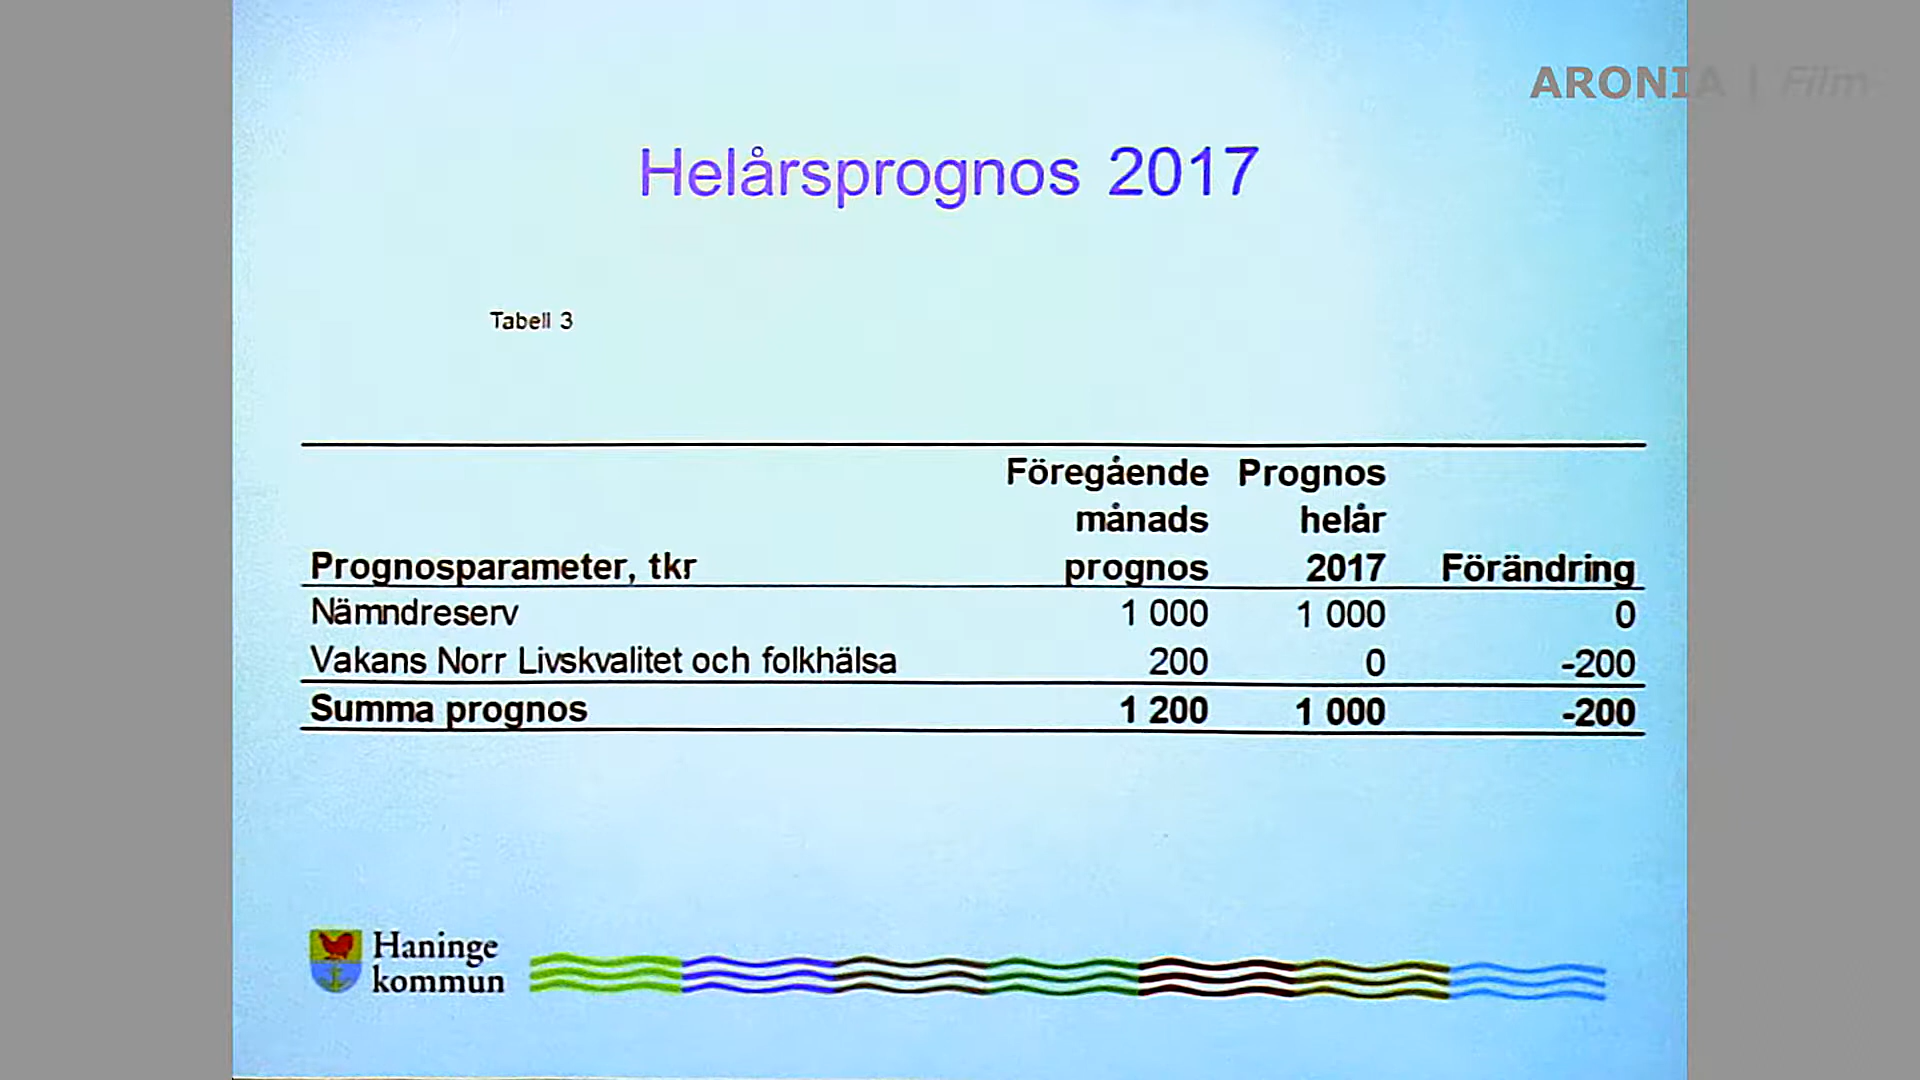 ARONIA | Film
Helårsprognos 2017
Tabell 3
Föregående Prognos
månads helår
Prognosparameter, tkr prognos 2017 Förändring
Nämndreserv 1 000 1 000 0
Vakans Norr Livskvalitet och folkhälsa 200 0 -200
Summa prognos 1 200 1 000 -200
Haninge
kommun